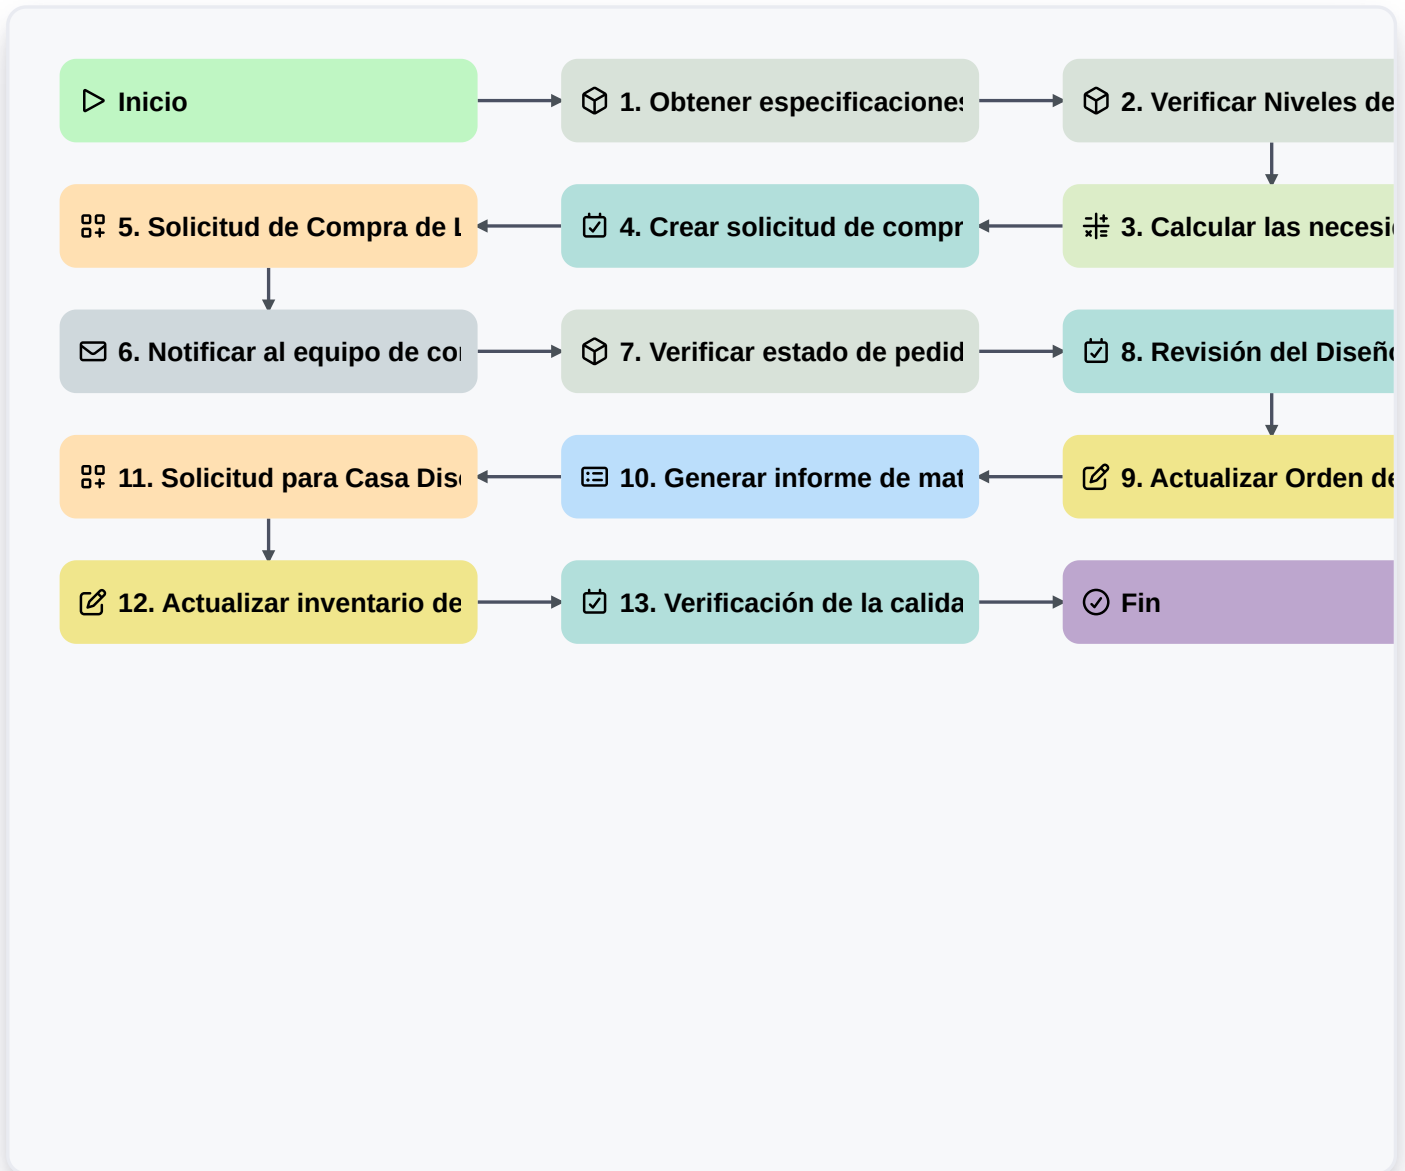 Inicio
1. Obtener especificaciones
2. Verificar Niveles de
5. Solicitud de Compra de
4. Crear solicitud de compr
3. Calcular las neces
6. Notificar al equipo de co
7. Verificar estado de pedid
8. Revisión del Diseño
11. Solicitud para Casa Dis
10. Generar informe de mat
9. Actualizar Orden de
12. Actualizar inventario de
13. Verificación de la calida
Fin